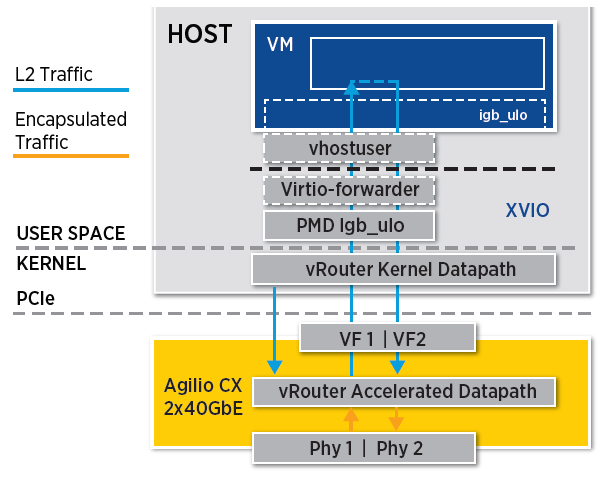 HOST
VM
L2 Traffic
igb_ulo
Encapsulated
Traffic
vhostuser
Virtio-forwarder
XVIO
PMD Igb_ulo
USER SPACE
KERNEL
vRouter Kernel Datapath
PCIe
VF 1 | VF2
Agilio CX
2x40GbE
vRouter Accelerated Datapath
Phy 1 | Phy 2